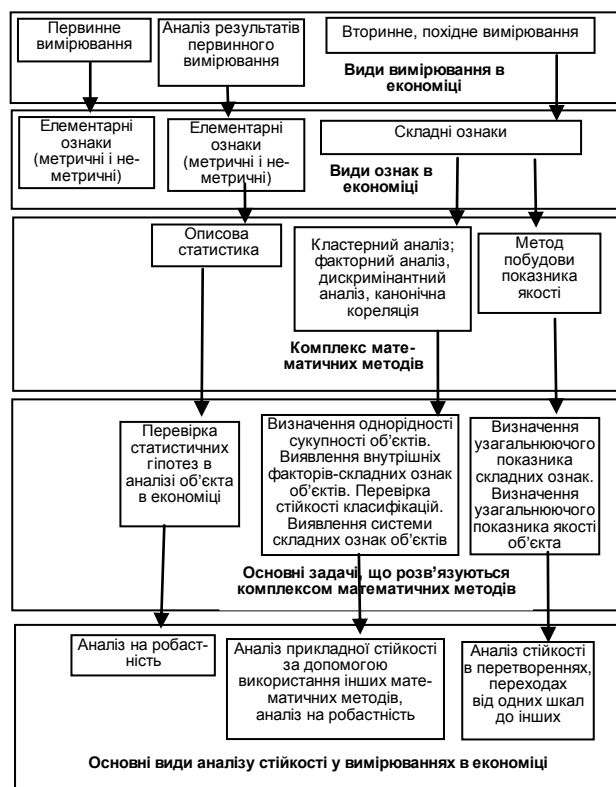 Первинне
вимірювання
Аналіз результатів
первинного
вимірювання
Вторинне, похідне вимірювання
Види вимірювання в
економіці
Елементарні
ознаки
(метричні і не-
метричні)
Елементарні
ознаки
(метричні і не-
метричні)
Складні ознаки
Види ознак в
економіці
Описова
статистика
Кластерний аналіз;
факторний аналіз,
дискримінантний
аналіз, канонічна
кореляція
Метод
побудови
показника
якості
Комплекс мате-
матичних методів
Перевірка
статистичних
гіпотез в
аналізі об’єкта
в економіці
Визначення однорідності
сукупності об’єктів.
Виявлення внутрішніх
факторів-складних ознак
об’єктів. Перевірка
стійкості класифікацій.
Виявлення системи
складних ознак об’єктів
Визначення
узагальнюючого
показника
складних ознак.
Визначення
узагальнюючого
показника якості
об’єкта
Основні задачі, що розв’язуються
комплексом математичних методів
Аналіз на робаст-
ність
Аналіз прикладної стійкості
за допомогою
використання інших мате-
матичних методів,
аналіз на робастність
Аналіз стійкості
в перетвореннях,
переходах
від одних шкал
до інших
Основні види аналізу стійкості у вимірюваннях в економіці